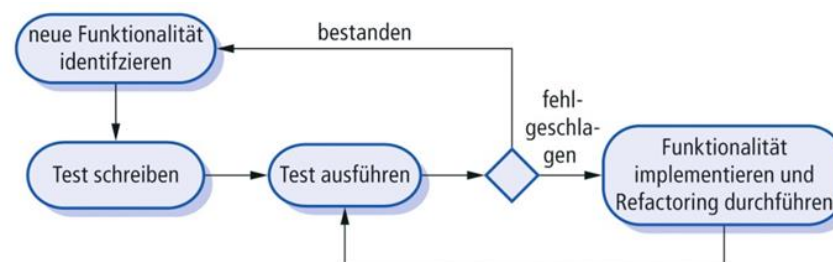 neue Funktionalität
identifzieren
bestanden
fehl-
geschla-
gen
Test schreiben
Test ausführen
Funktionalität
implementieren und
Refactoring durchführen